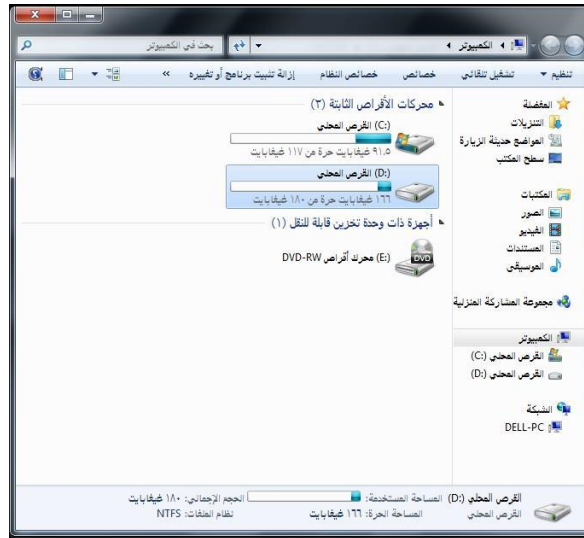 الكمبيوتر
بحث في الكمبيوتر
تنظيم
تشغيل تلقائي
خصائص
خصائص النظام
إزالة تثبيت برنامج أو تغييره
»
المفضلة
التنزيلات
المواضع حديثة الزيارة
سطح المكتب
المكتبات
الصور
الفيديو
المستندات
الموسيقى
مجموعة المشاركة المنزلية
الكمبيوتر
القرص المحلي (C:)
القرص المحلي (D:)
الشبكة
DELL-PC
محركات الأقراص الثابتة (٣)
(C:) القرص المحلي
٩١.٥ غيغابايت حرة من ١١٧ غيغابايت
(D:) القرص المحلي
١٦٦ غيغابايت حرة من ١٨٠ غيغابايت
أجهزة ذات وحدة تخزين قابلة للنقل (١)
(E:) محرك أقراص DVD-RW
DVD
القرص المحلي (D:)
المساحة المستخدمة:
الحجم الإجمالي: ١٨٠ غيغابايت
القرص المحلي
المساحة الحرة: ١٦٦ غيغابايت
نظام الملفات: NTFS